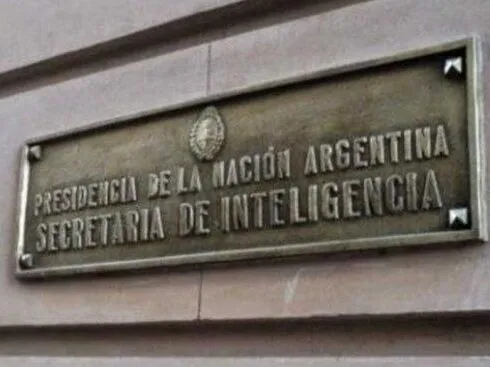 PRESIDENCIA DE LA NACIÓN ARGENTINA
SECRETARIA DE INTELIGENCIA